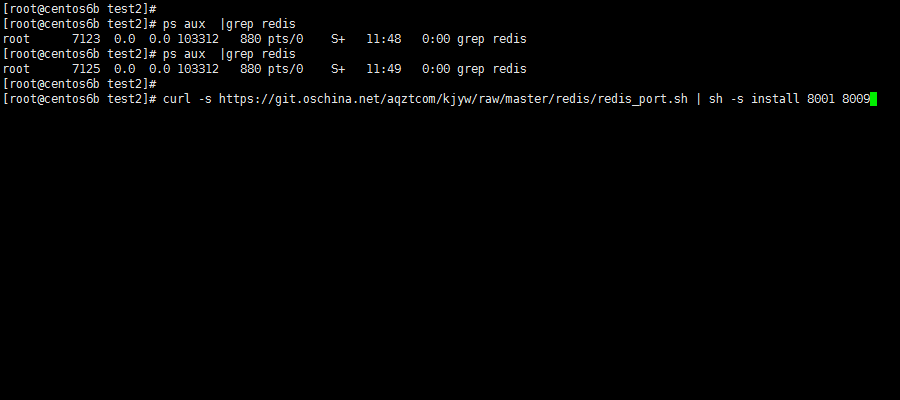 [root@centos6b test2]#
[root@centos6b test2]# ps aux  |grep redis
root      7123  0.0  0.0 103312   880 pts/0    S+   11:48   0:00 grep redis
[root@centos6b test2]# ps aux  |grep redis
root      7125  0.0  0.0 103312   880 pts/0    S+   11:49   0:00 grep redis
[root@centos6b test2]#
[root@centos6b test2]# curl -s https://git.oschina.net/aqztcom/kjyw/raw/master/redis/redis_port.sh | sh -s install 8001 8009